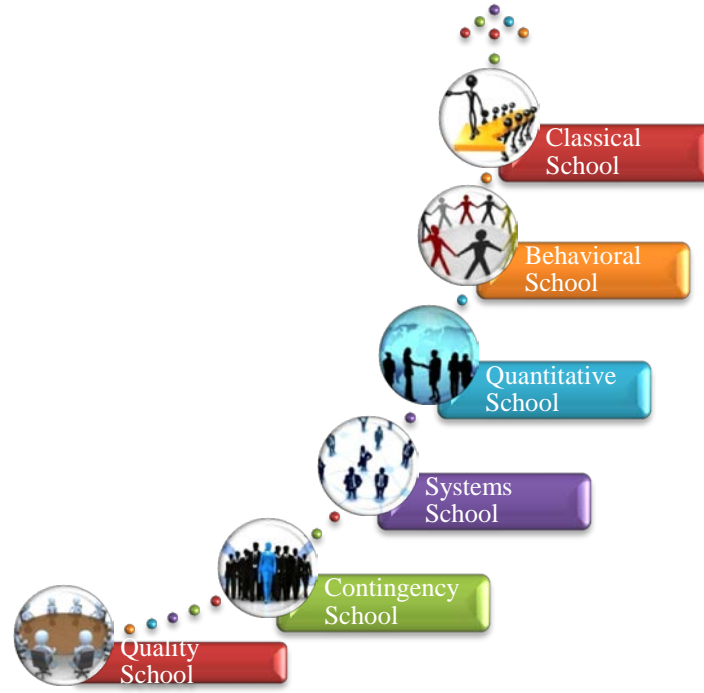 Classical
School
Behavioral
School
Quantitative
School
Systems
School
Contingency
School
Quality
School